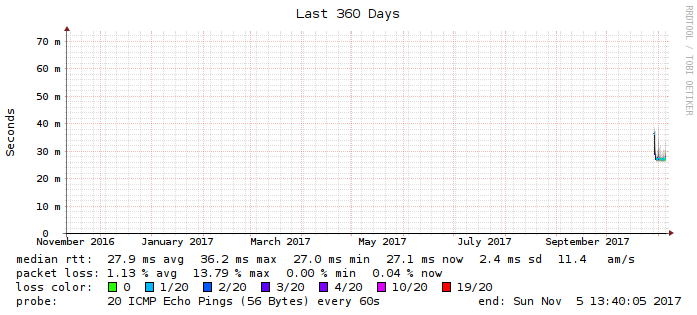 Last 360 Days
RRDTOOL / TOBI OETIKER
Seconds
70 m
60 m
50 m
40 m
30 m
20 m
10 m
0
November 2016 January 2017 March 2017 May 2017 July 2017 September 2017
median rtt: 27.9 ms avg 36.2 ms max 27.0 ms min 27.1 ms now 2.4 ms sd 11.4 am/s
packet loss: 1.13 % avg 13.79 % max 0.00 % min 0.04 % now
loss color: 0 1/20 2/20 3/20 4/20 10/20 19/20
probe: 20 ICMP Echo Pings (56 Bytes) every 60s end: Sun Nov 5 13:40:05 2017